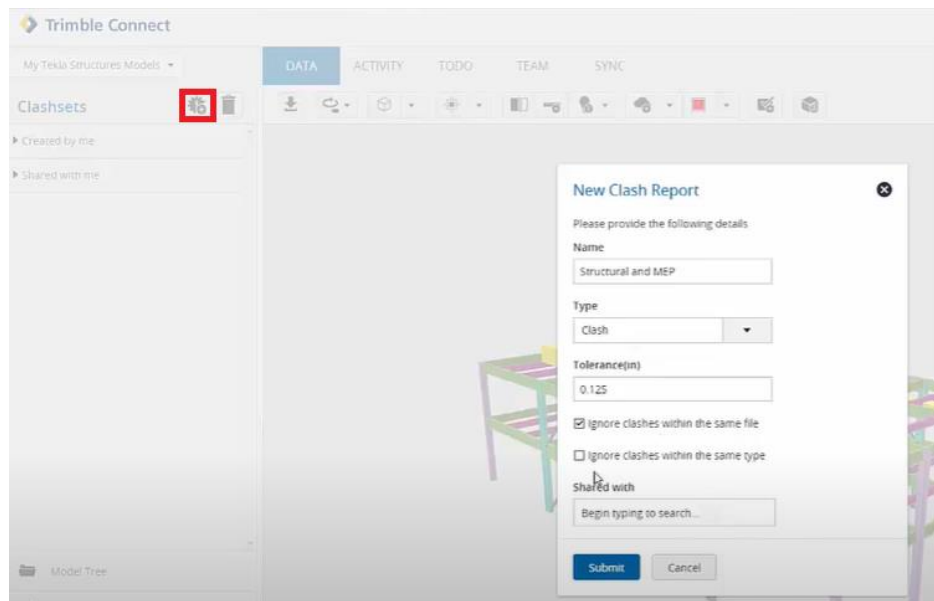 Trimble Connect
My Tekla Structures Models
DATA ACTIVITY TODO TEAM SYNC
Clashsets
Created by me
Shared with me
New Clash Report
Please provide the following details
Name
Structural and MEP
Type
Clash
Tolerance(in)
0.125
Ignore clashes within the same file
Ignore clashes within the same type
Shared with
Begin typing to search...
Submit Cancel
Model Tree